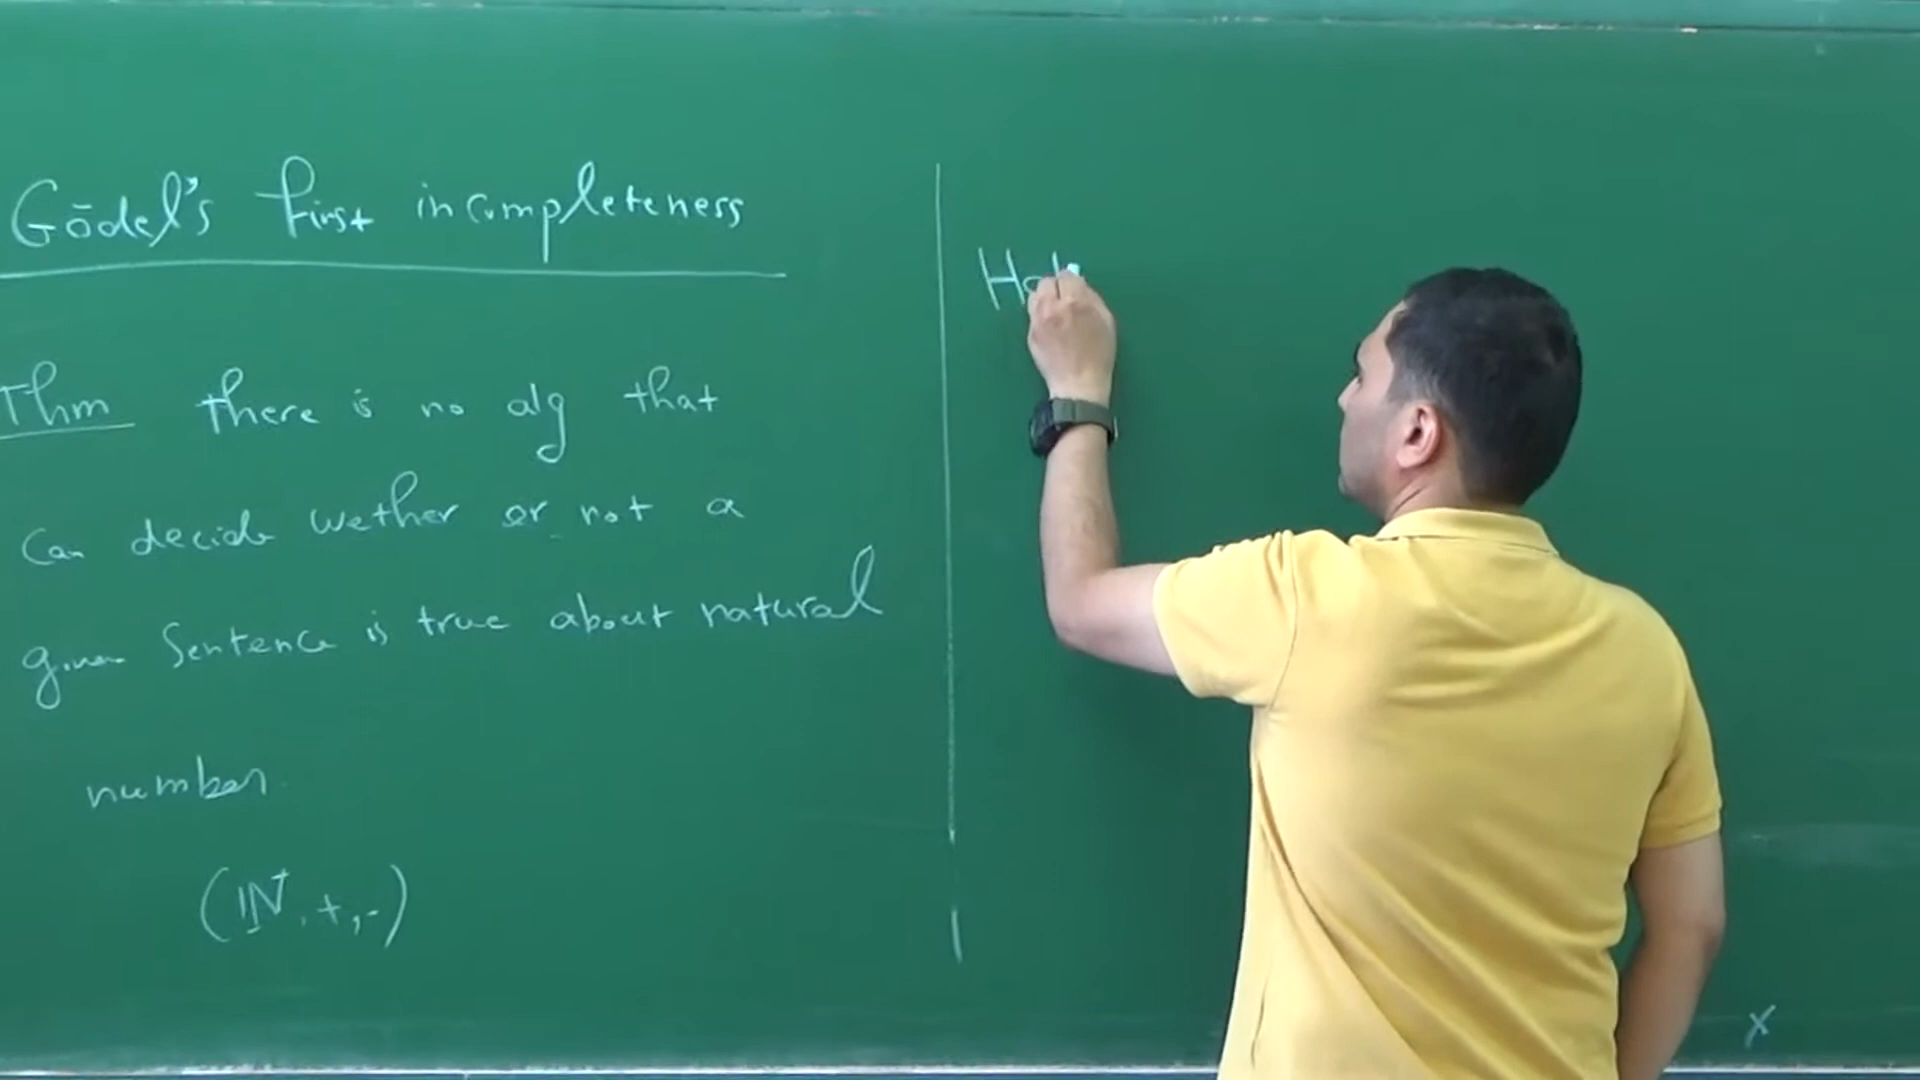 Gōdel's first incompleteness
Thm there is no alg that
Can decide wether or not a
given Sentence is true about natural
number.
(ℕ, +, ·)
x